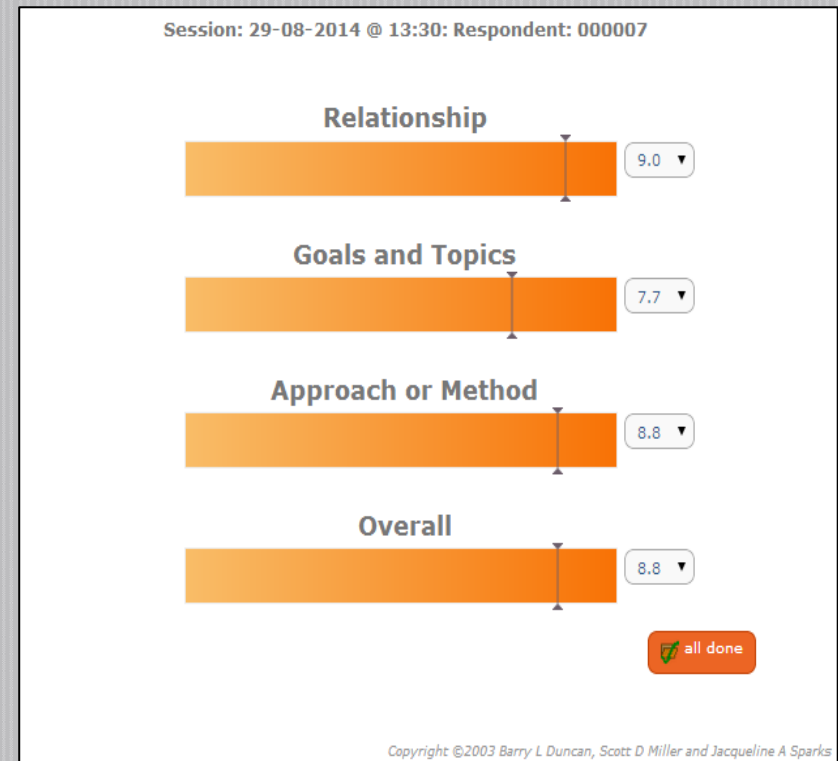 Session: 29-08-2014 @ 13:30: Respondent: 000007
Relationship
9.0
Goals and Topics
7.7
Approach or Method
8.8
Overall
8.8
all done
Copyright ©2003 Barry L Duncan, Scott D Miller and Jacqueline A Sparks